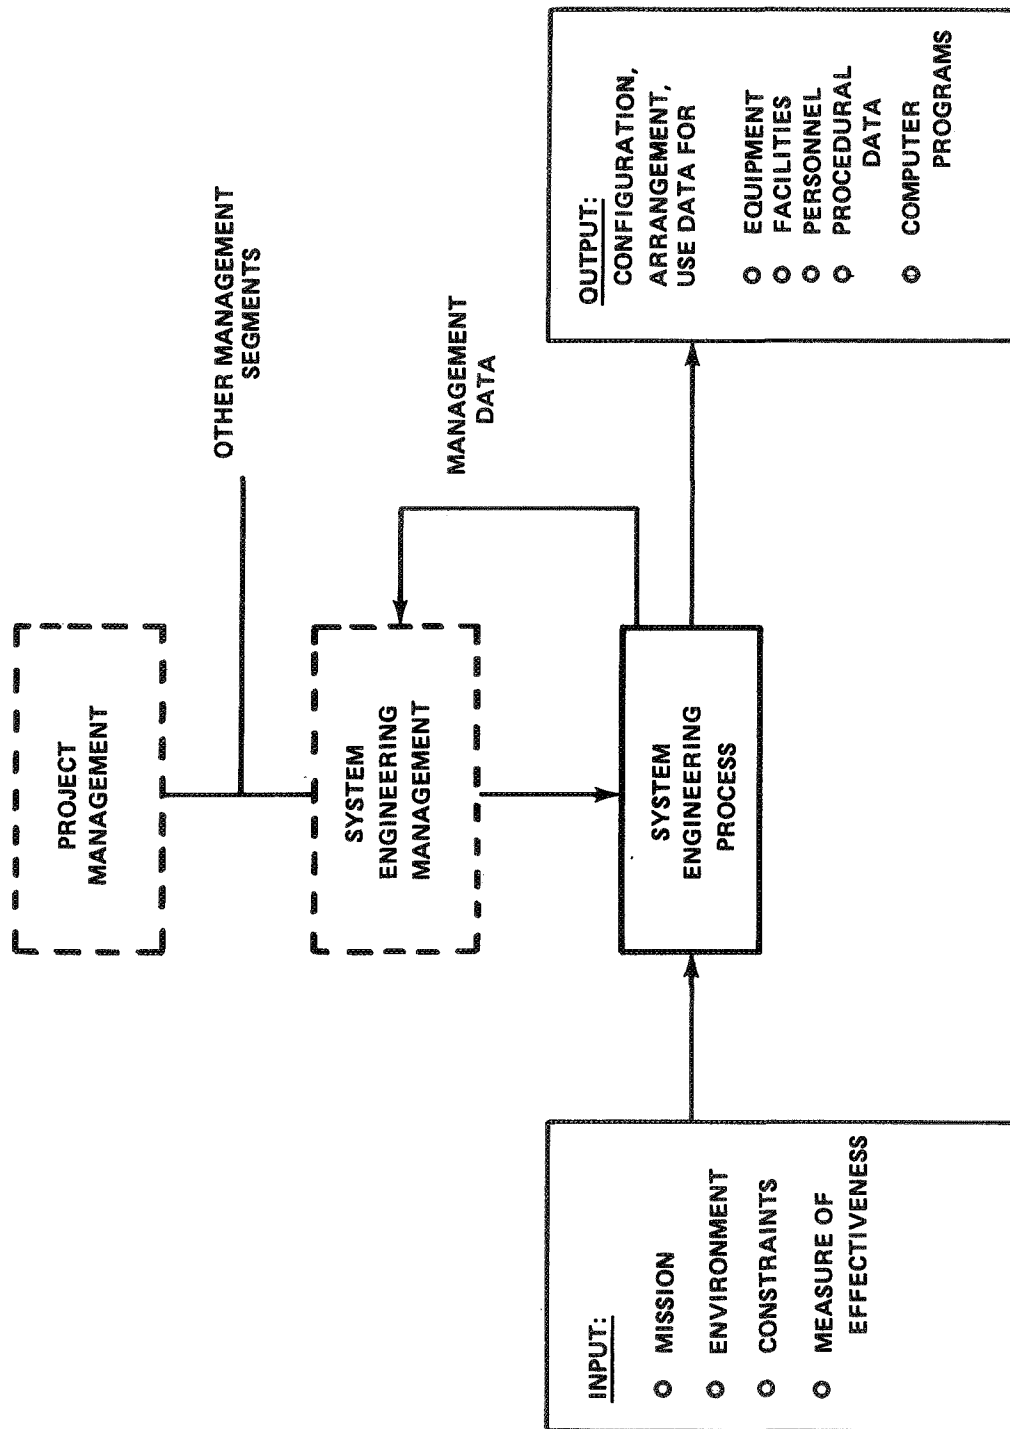 PROJECT
MANAGEMENT
OTHER MANAGEMENT
SEGMENTS
SYSTEM
ENGINEERING
MANAGEMENT
MANAGEMENT
DATA
SYSTEM
ENGINEERING
PROCESS
INPUT:
O MISSION
O ENVIRONMENT
O CONSTRAINTS
O MEASURE OF
EFFECTIVENESS
OUTPUT:
CONFIGURATION,
ARRANGEMENT,
USE DATA FOR
O EQUIPMENT
O FACILITIES
O PERSONNEL
O PROCEDURAL
DATA
O COMPUTER
PROGRAMS